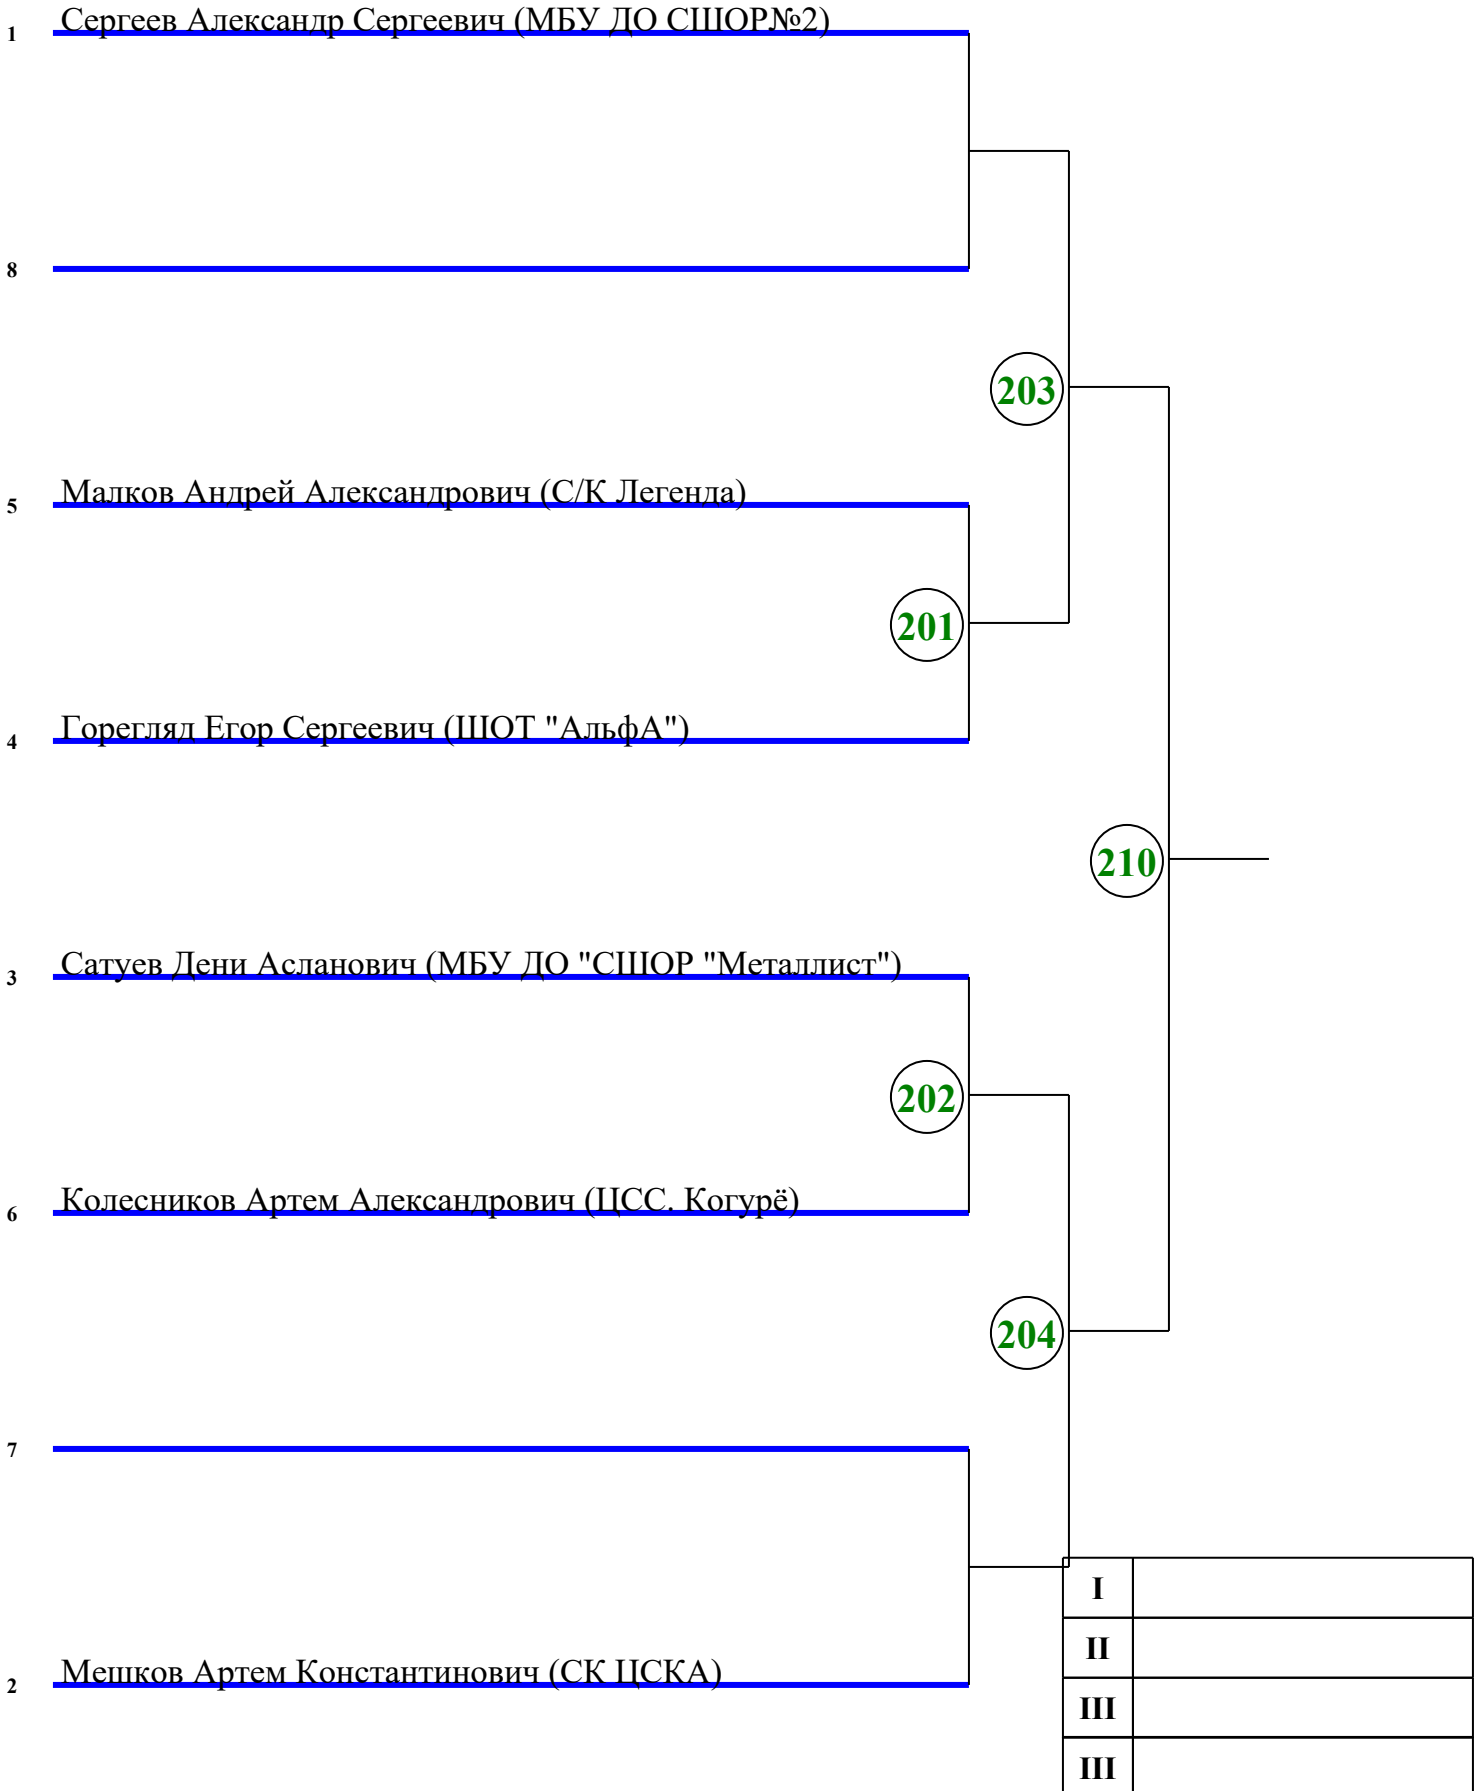 1 Сергеев Александр Сергеевич (МБУ ДО СШОР№2)
8
203
5 Малков Андрей Александрович (С/К Легенда)
201
4 Горегляд Егор Сергеевич (ШОТ "АльфА")
210
3 Сатуев Дени Асланович (МБУ ДО "СШОР "Металлист")
202
6 Колесников Артем Александрович (ЦСС. Когурё)
204
7
I
II
2 Мешков Артем Константинович (СК ЦСКА)
III
III